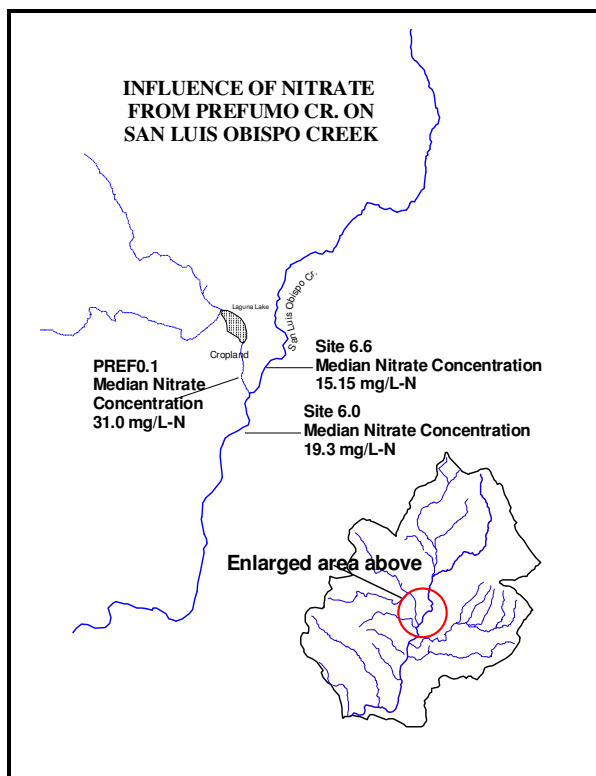 INFLUENCE OF NITRATE
FROM PREFUMO CR. ON
SAN LUIS OBISPO CREEK
Laguna Lake
San Luis Obispo Cr.
Cropland
PREF0.1
Median Nitrate
Concentration
31.0 mg/L-N
Site 6.6
Median Nitrate Concentration
15.15 mg/L-N
Site 6.0
Median Nitrate Concentration
19.3 mg/L-N
Enlarged area above